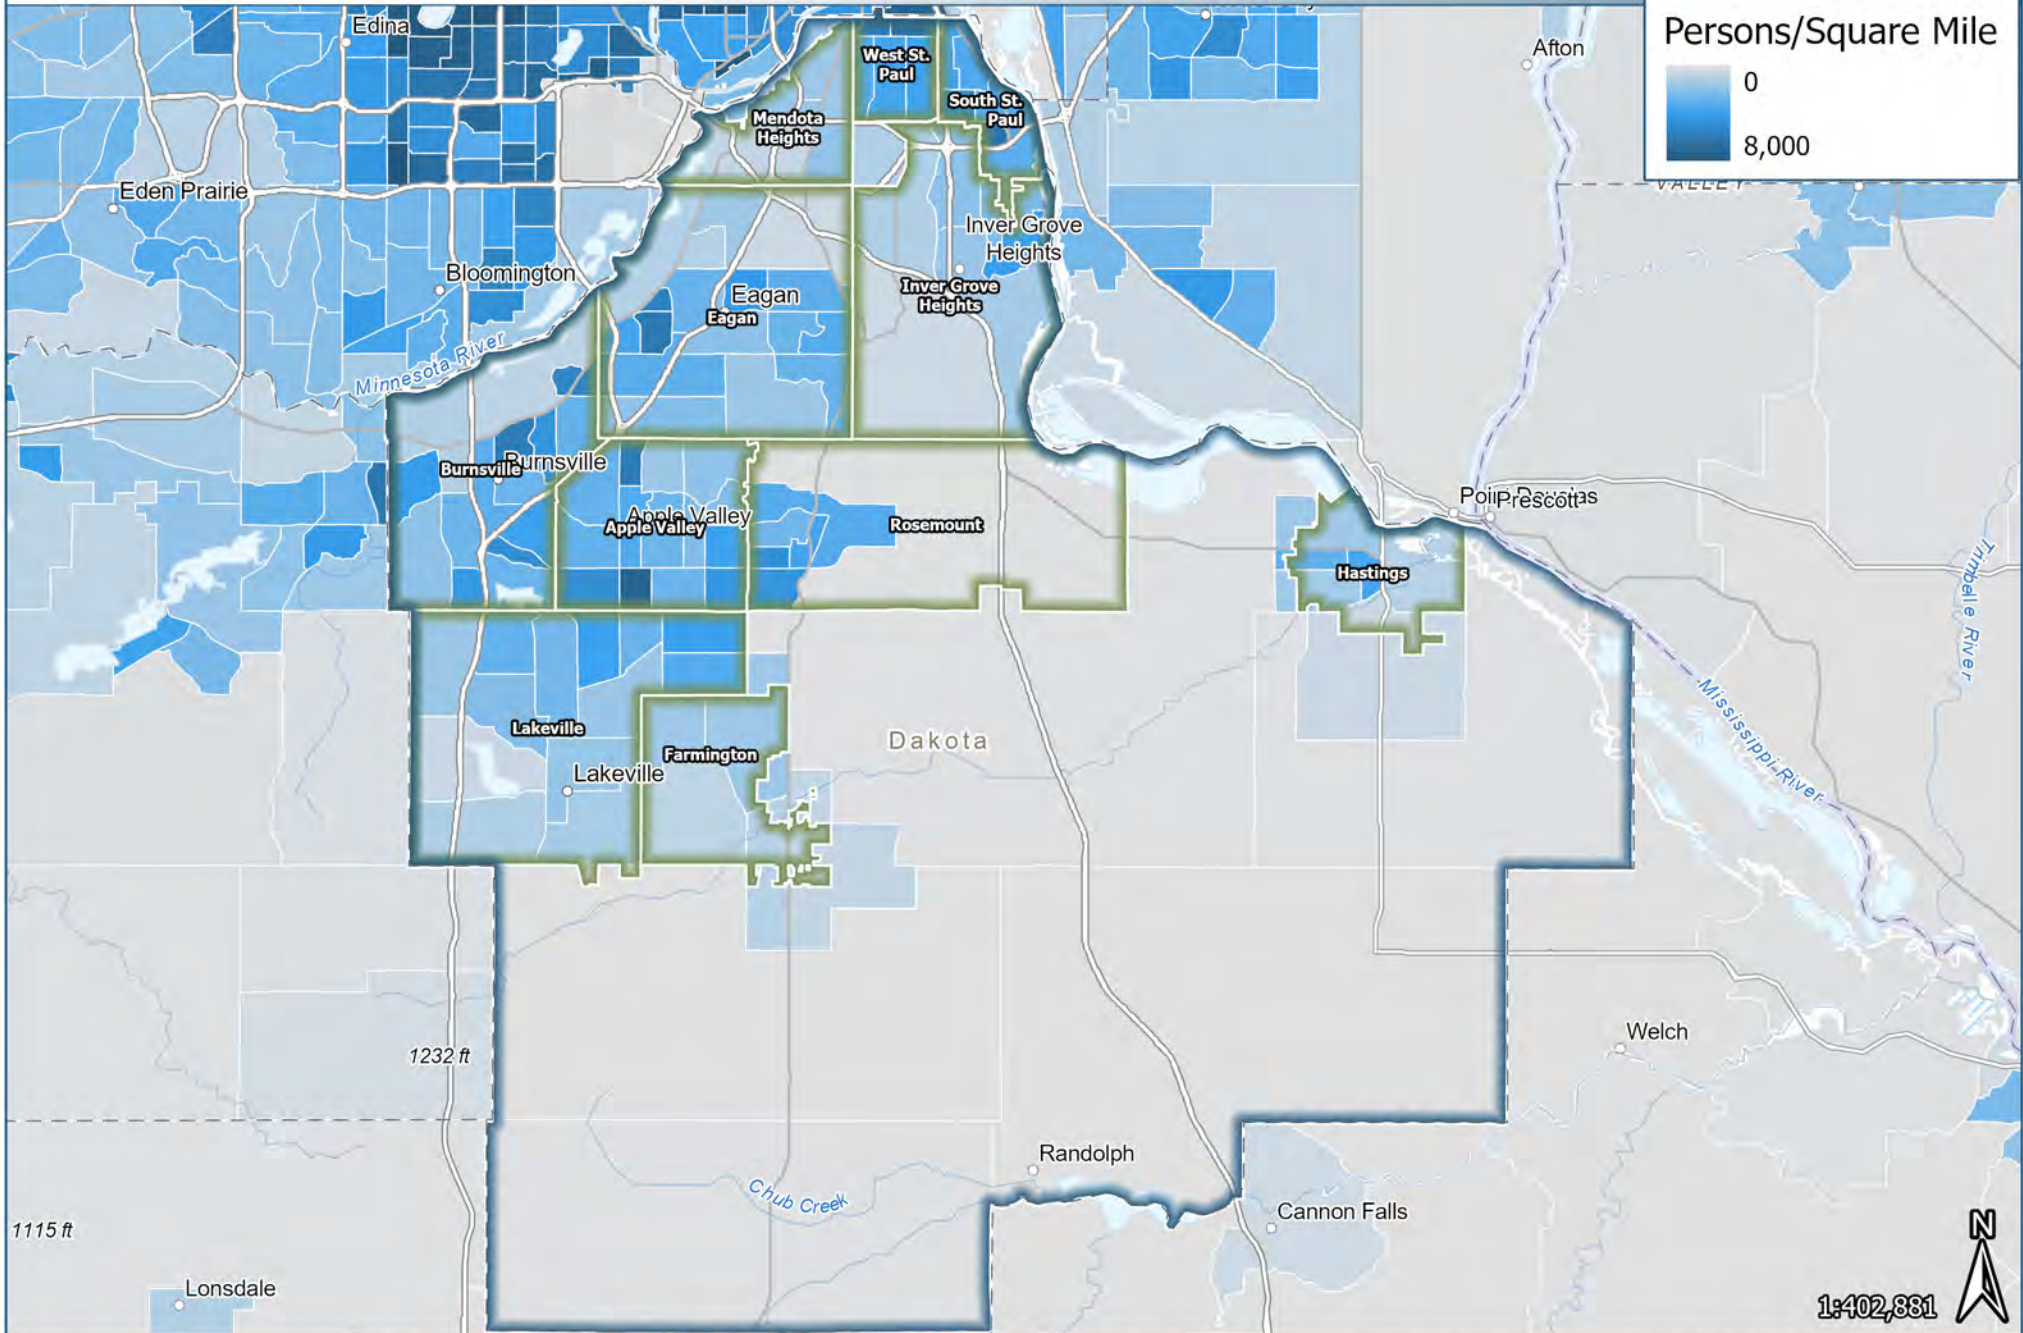 Persons/Square Mile
0
8,000
Edina
Afton
West St.
Paul
South St.
Paul
Mendota
Heights
Eden Prairie
VALLEY
Inver Grove
Heights
Bloomington
Eagan
Eagan
Inver Grove
Heights
Minnesota River
Burnsville
Burnsville
Apple Valley
Apple Valley
Rosemount
Prescott
Hastings
Trimbelle River
Mississippi River
Lakeville
Farmington
Dakota
Lakeville
1232 ft
Welch
Randolph
Chub Creek
Cannon Falls
1115 ft
Lonsdale
N
1:402,881